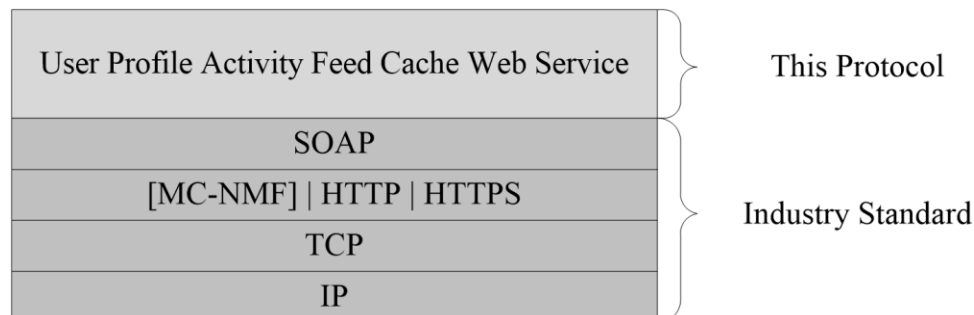 User Profile Activity Feed Cache Web Service
This Protocol
SOAP
[MC-NMF] | HTTP | HTTPS
Industry Standard
TCP
IP